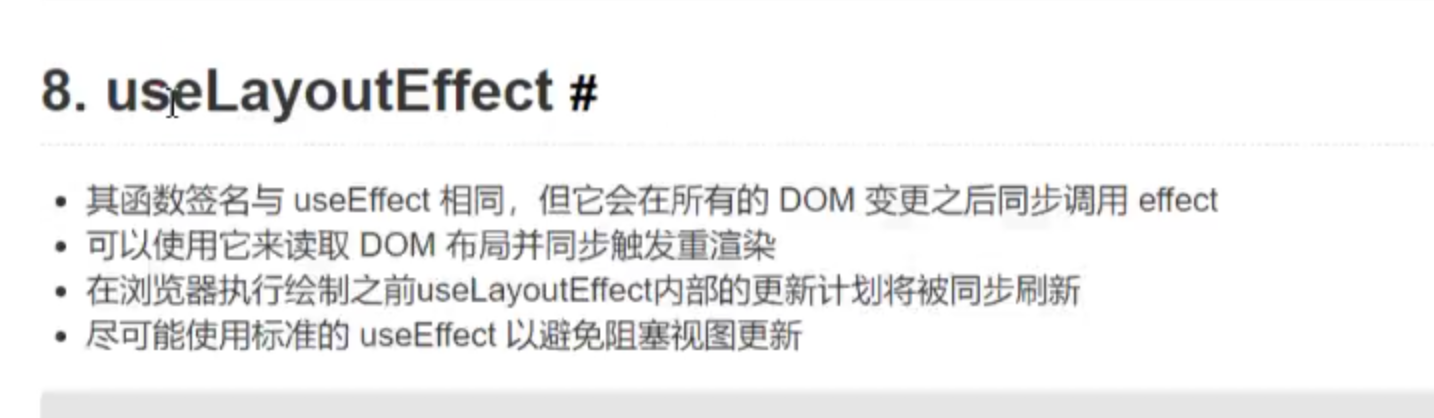 8. useLayoutEffect #
其函数签名与 useEffect 相同，但它会在所有的 DOM 变更之后同步调用 effect
可以使用它来读取 DOM 布局并同步触发重渲染
在浏览器执行绘制之前useLayoutEffect内部的更新计划将被同步刷新
尽可能使用标准的 useEffect 以避免阻塞视图更新